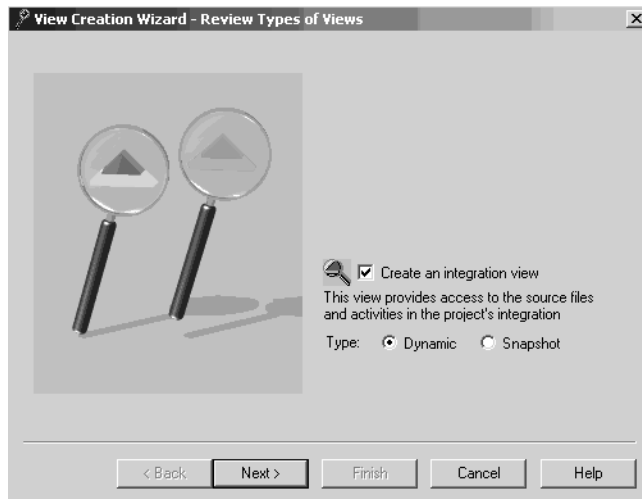 View Creation Wizard - Review Types of Views
Create an integration view
This view provides access to the source files
and activities in the project's integration
Type: Dynamic Snapshot
< Back Next > Finish Cancel Help